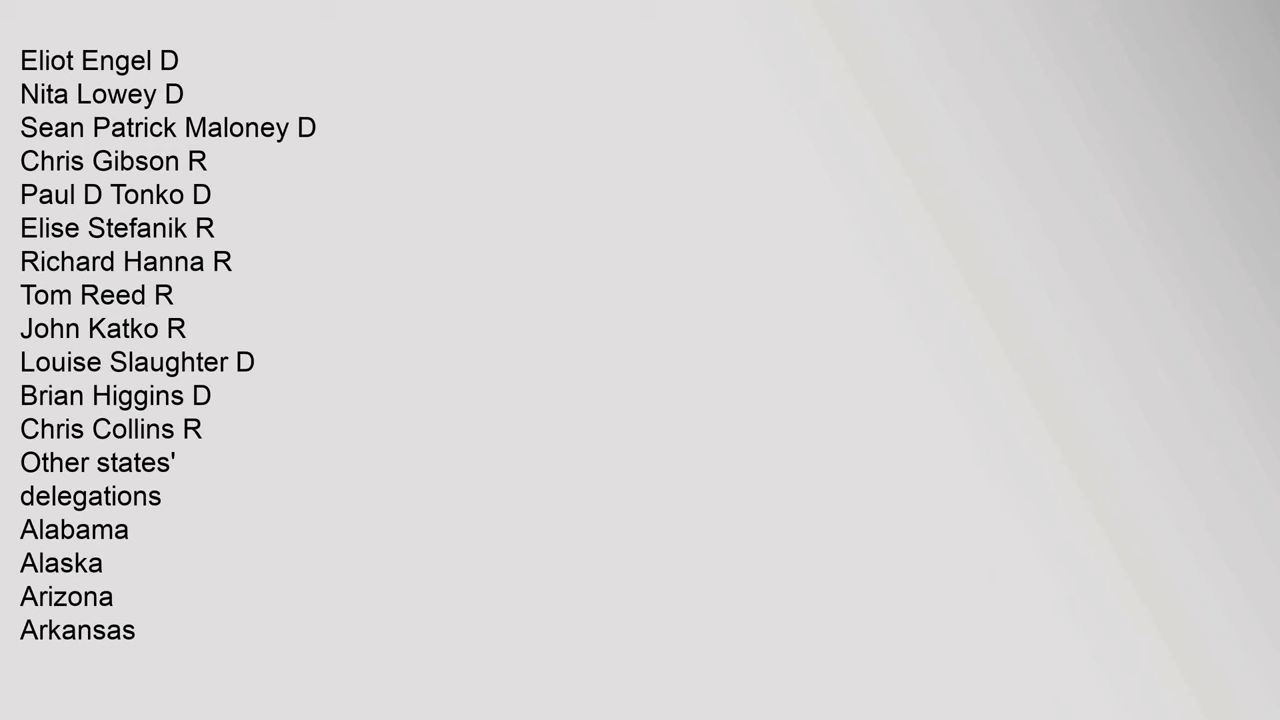 Eliot Engel D
Nita Lowey D
Sean Patrick Maloney D
Chris Gibson R
Paul D Tonko D
Elise Stefanik R
Richard Hanna R
Tom Reed R
John Katko R
Louise Slaughter D
Brian Higgins D
Chris Collins R
Other states'
delegations
Alabama
Alaska
Arizona
Arkansas